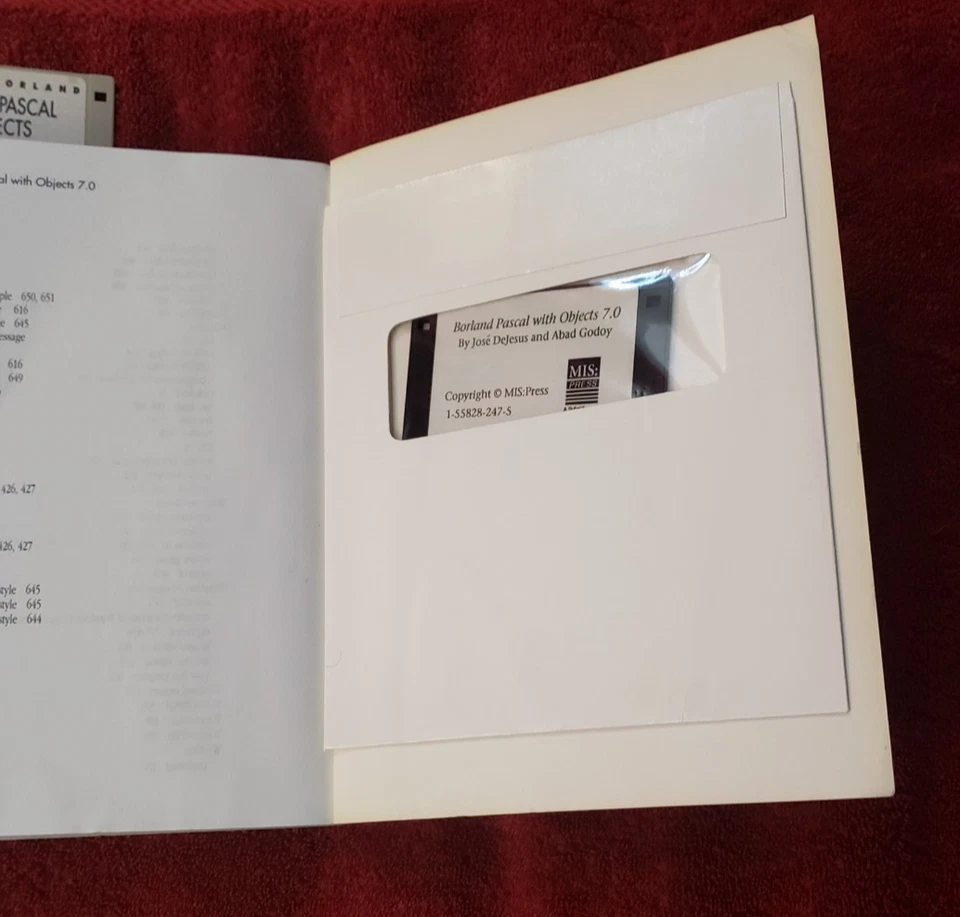 ORLAND
PASCAL
ECTS
al with Objects 7.0
ple 650, 651
616
e 645
essage
616
649
426, 427
426, 427
tyle 645
tyle 645
style 644
Borland Pascal with Objects 7.0
By José DeJesus and Abad Godoy
MIS:
PRESS
Copyright © MIS:Press
1-55828-247-5